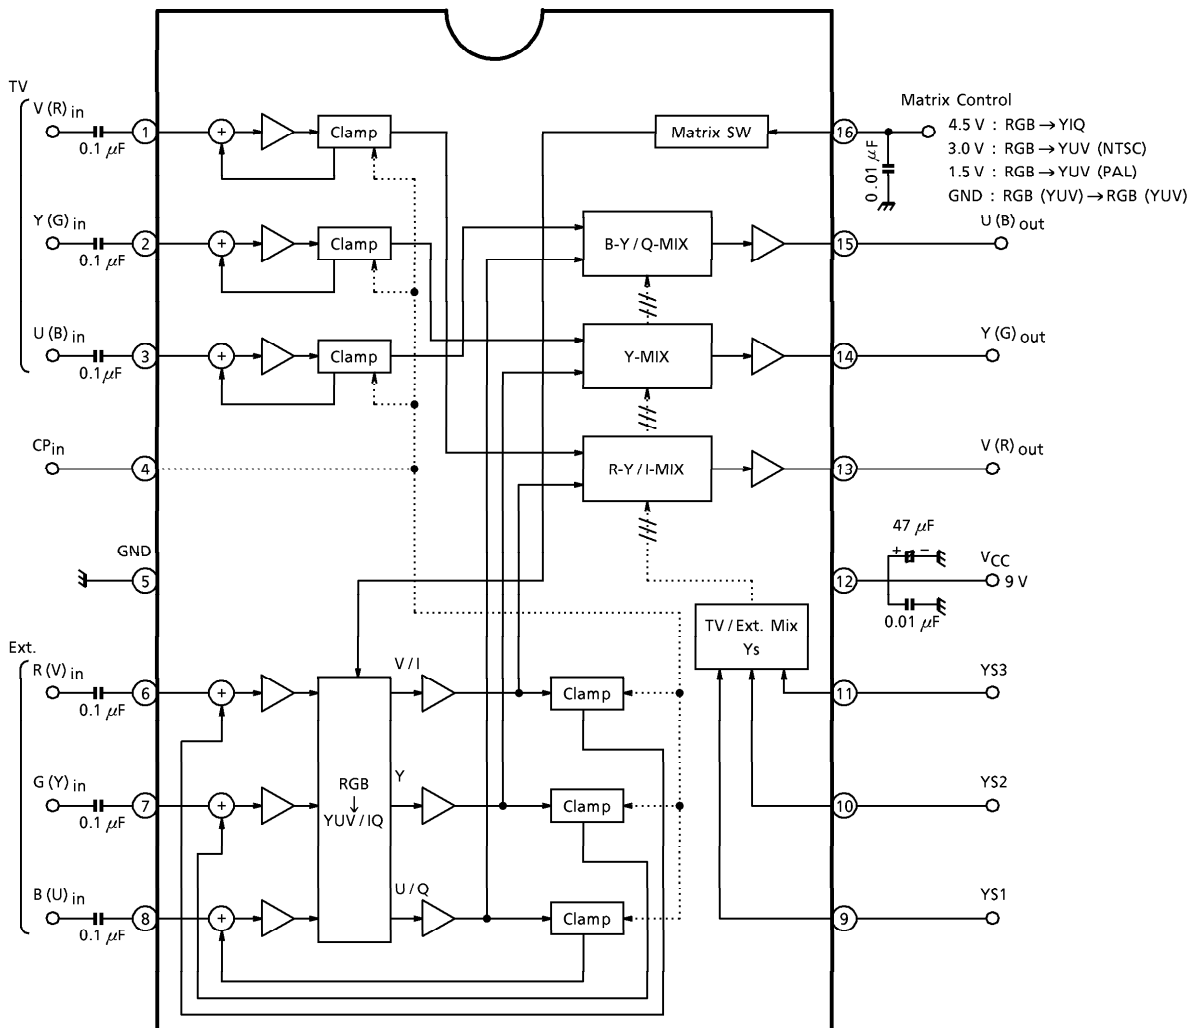 TV
V (R) in
0.1 μF
1
+
Clamp
Matrix SW
16
0.01 μF
Matrix Control
4.5 V : RGB → YIQ
3.0 V : RGB → YUV (NTSC)
1.5 V : RGB → YUV (PAL)
GND : RGB (YUV) → RGB (YUV)
Y (G) in
0.1 μF
2
+
Clamp
B-Y / Q-MIX
15
U (B) out
U (B) in
0.1 μF
3
+
Clamp
Y-MIX
14
Y (G) out
CP in
4
R-Y / I-MIX
13
V (R) out
GND
5
47 μF
+ −
12
VCC
9 V
0.01 μF
TV / Ext. Mix
Ys
Ext.
R (V) in
0.1 μF
6
+
V / I
Clamp
11
YS3
G (Y) in
0.1 μF
7
+
RGB
↓
YUV / IQ
Y
Clamp
10
YS2
B (U) in
0.1 μF
8
+
U / Q
Clamp
9
YS1